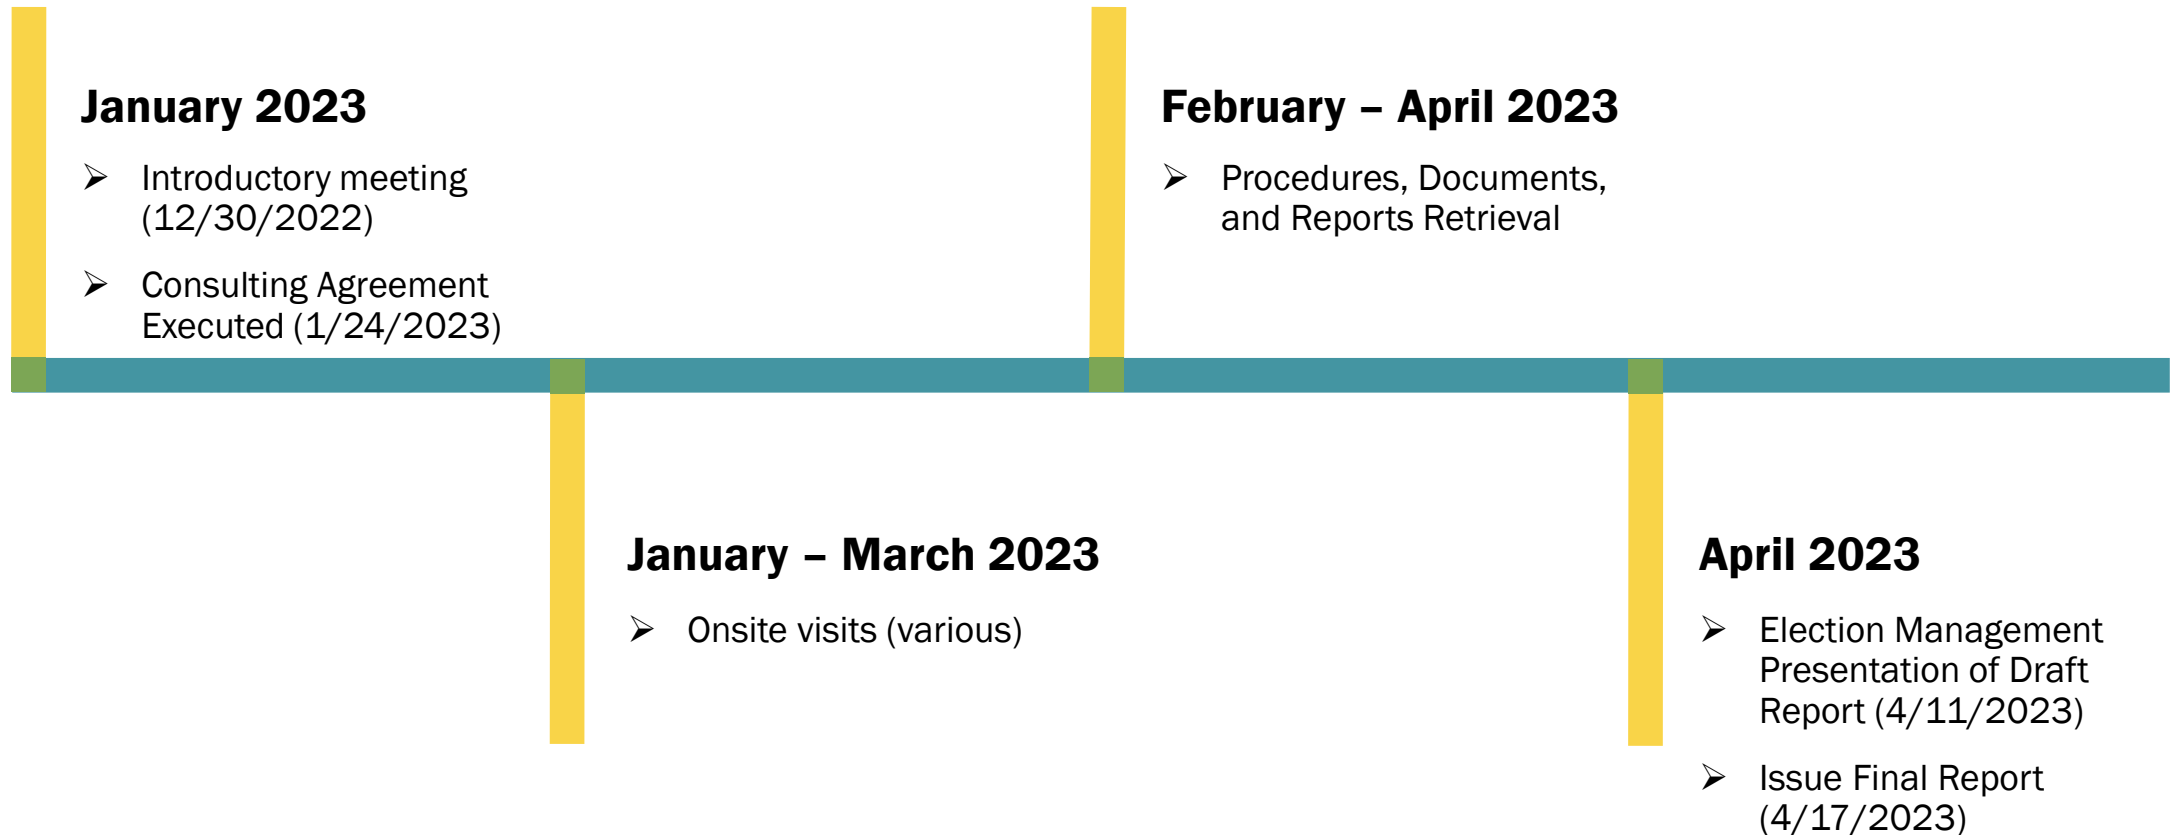 January 2023
➢ Introductory meeting
(12/30/2022)
➢ Consulting Agreement
Executed (1/24/2023)
January – March 2023
➢ Onsite visits (various)
February – April 2023
➢ Procedures, Documents,
and Reports Retrieval
April 2023
➢ Election Management
Presentation of Draft
Report (4/11/2023)
➢ Issue Final Report
(4/17/2023)